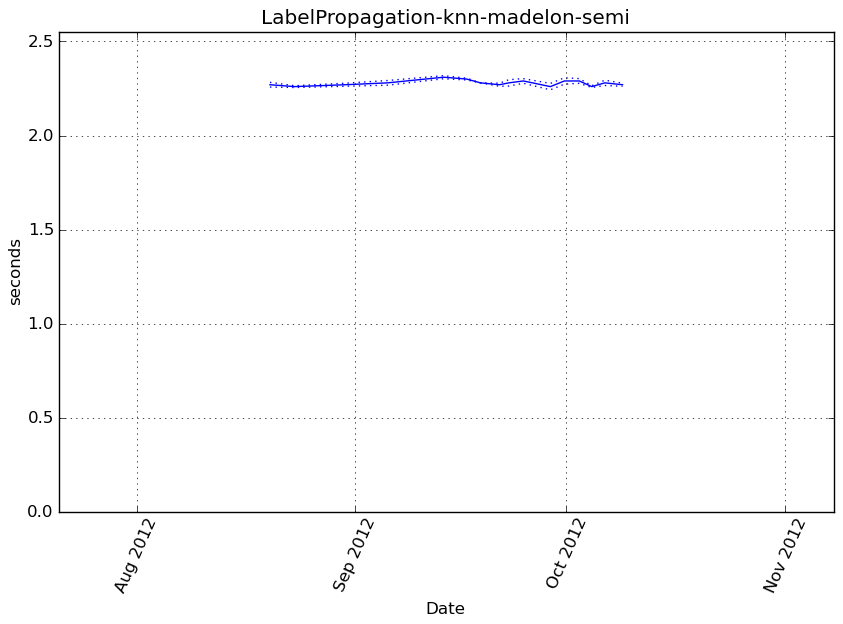 LabelPropagation-knn-madelon-semi
2.5
2.0
1.5
1.0
0.5
0.0
seconds
Aug 2012
Sep 2012
Oct 2012
Nov 2012
Date